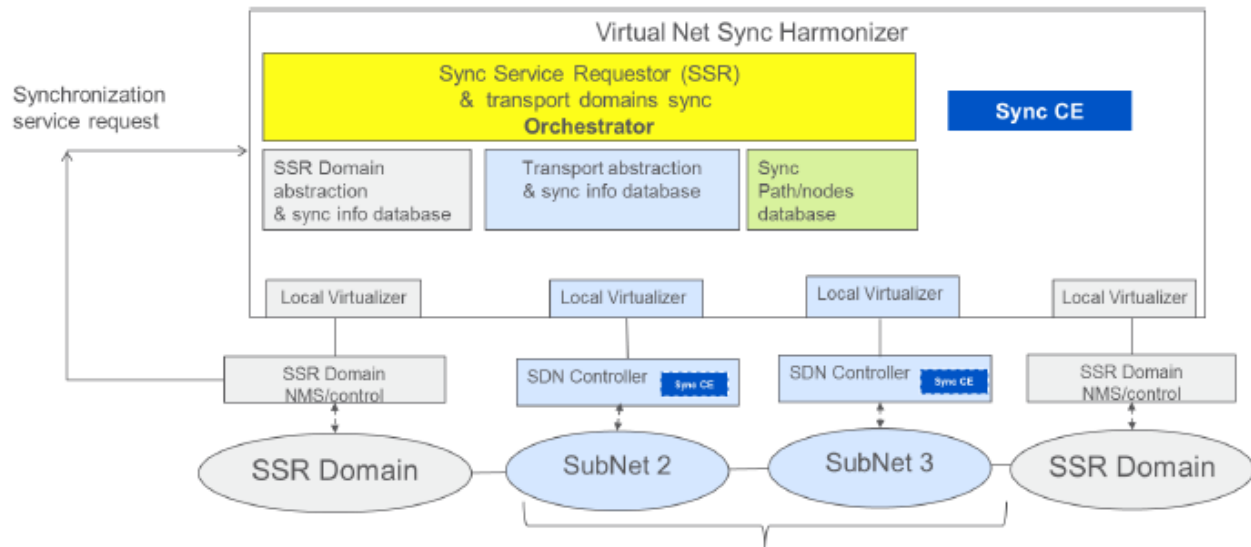 Virtual Net Sync Harmonizer
Sync Service Requestor (SSR)
& transport domains sync
Orchestrator
Sync CE
Synchronization
service request
SSR Domain
abstraction
& sync info database
Transport abstraction
& sync info database
Sync
Path/nodes
database
Local Virtualizer
Local Virtualizer
Local Virtualizer
Local Virtualizer
SSR Domain
NMS/control
SDN Controller
Sync CE
SDN Controller
Sync CE
SSR Domain
NMS/control
SSR Domain
SubNet 2
SubNet 3
SSR Domain